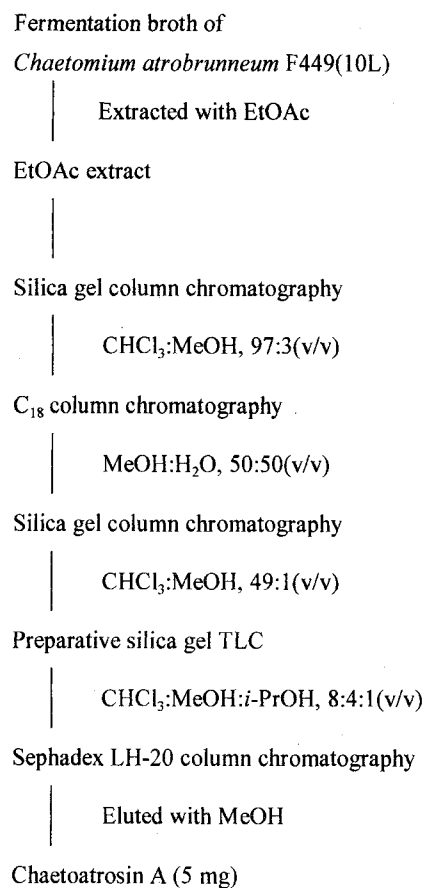 Fermentation broth of
Chaetomium atrobrunneum F449(10L)
Extracted with EtOAc
EtOAc extract
Silica gel column chromatography
CHCl₃:MeOH, 97:3(v/v)
C₁₈ column chromatography
MeOH:H₂O, 50:50(v/v)
Silica gel column chromatography
CHCl₃:MeOH, 49:1(v/v)
Preparative silica gel TLC
CHCl₃:MeOH:i-PrOH, 8:4:1(v/v)
Sephadex LH-20 column chromatography
Eluted with MeOH
Chaetoatrosin A (5 mg)